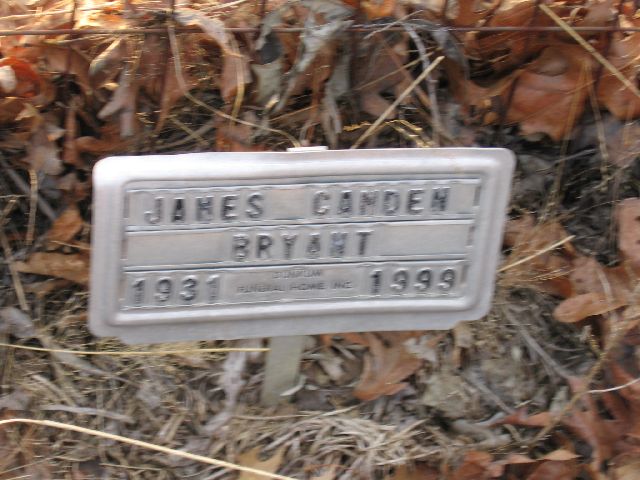 JAMES CAMDEN
BRYANT
1931 1999
FUNERAL HOME INC